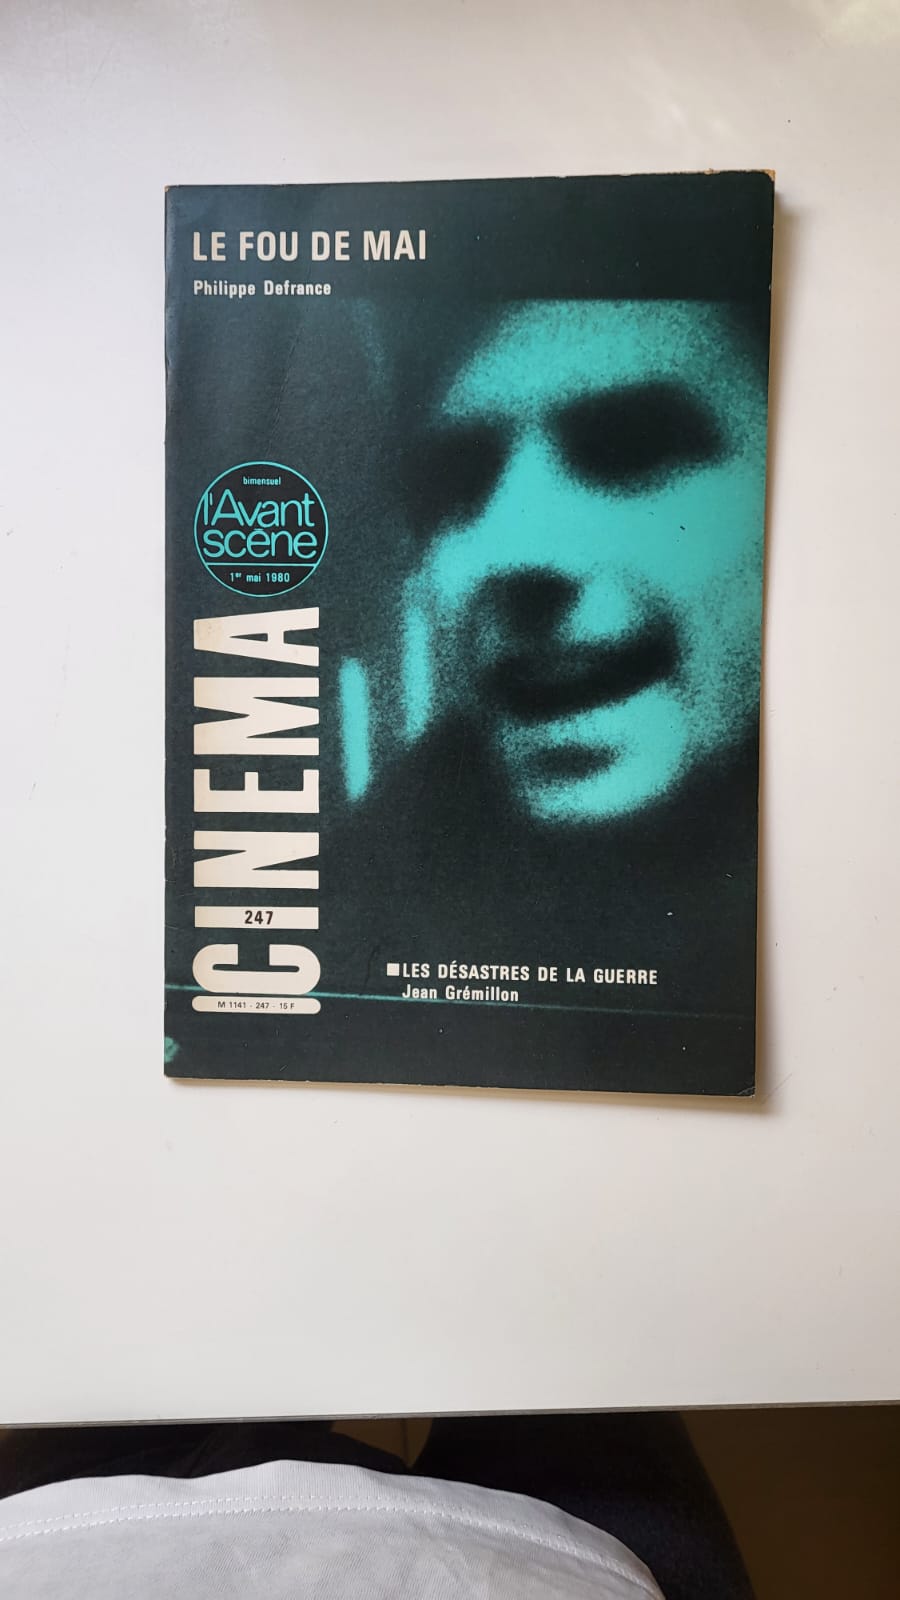 LE FOU DE MAI
Philippe Defrance
bimensuel
l'Avant
scène
1er mai 1980
CINEMA
247
M 1141 - 247 - 15 F
■LES DÉSASTRES DE LA GUERRE
Jean Grémillon